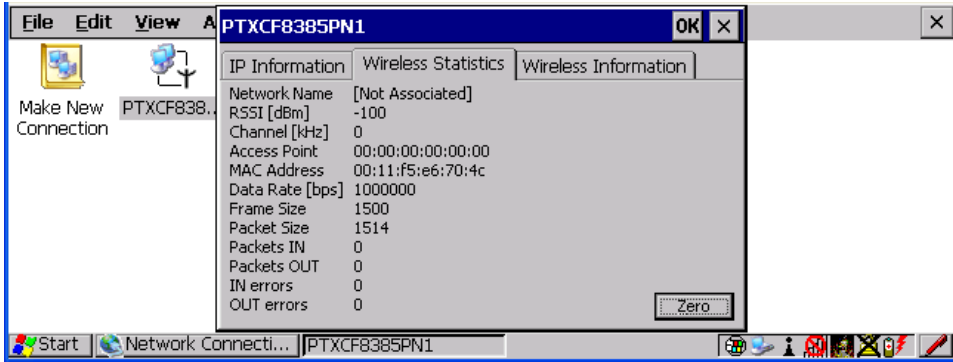 File Edit View A
PTXCF8385PN1 OK ×
×
IP Information Wireless Statistics Wireless Information
Make New Connection
PTXCF838...
Network Name [Not Associated]
RSSI [dBm] -100
Channel [kHz] 0
Access Point 00:00:00:00:00:00
MAC Address 00:11:f5:e6:70:4c
Data Rate [bps] 1000000
Frame Size 1500
Packet Size 1514
Packets IN 0
Packets OUT 0
IN errors 0
OUT errors 0
Zero
Start Network Connecti... PTXCF8385PN1